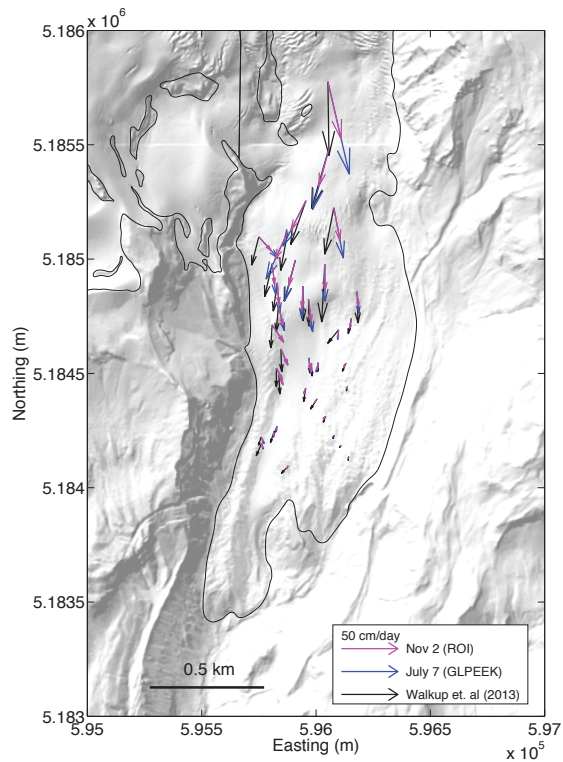 x 10^6
5.186
5.1855
5.185
5.1845
5.184
5.1835
5.183
Northing (m)
0.5 km
50 cm/day
Nov 2 (ROI)
July 7 (GLPEEK)
Walkup et. al (2013)
5.95
5.955
5.96
5.965
5.97
Easting (m)
x 10^5